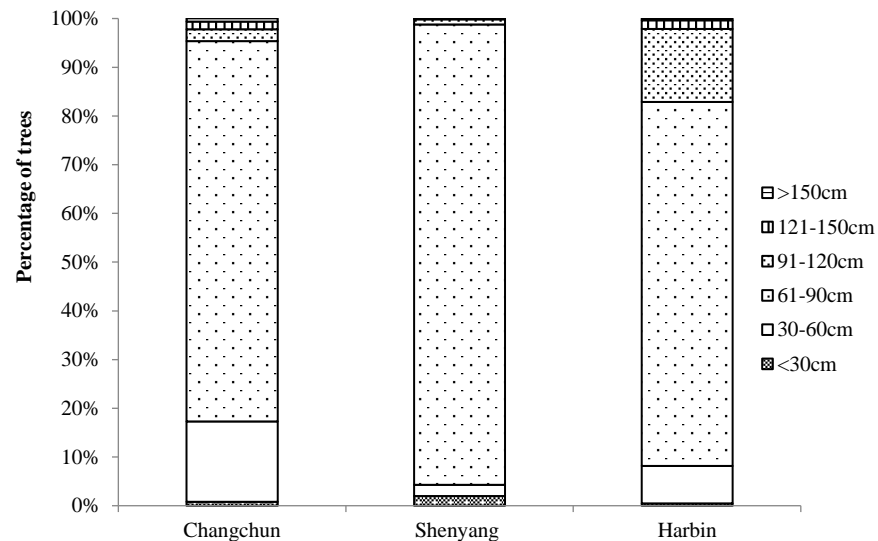 100%
90%
80%
70%
60%
50%
40%
30%
20%
10%
0%
Percentage of trees
Changchun
Shenyang
Harbin
>150cm
121-150cm
91-120cm
61-90cm
30-60cm
<30cm